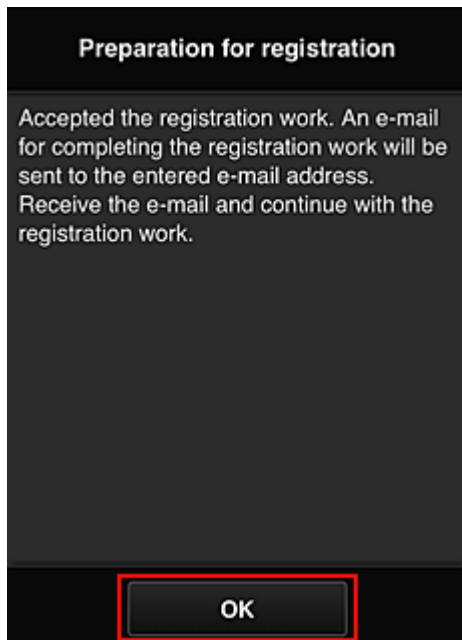 Preparation for registration
Accepted the registration work. An e-mail
for completing the registration work will be
sent to the entered e-mail address.
Receive the e-mail and continue with the
registration work.
OK